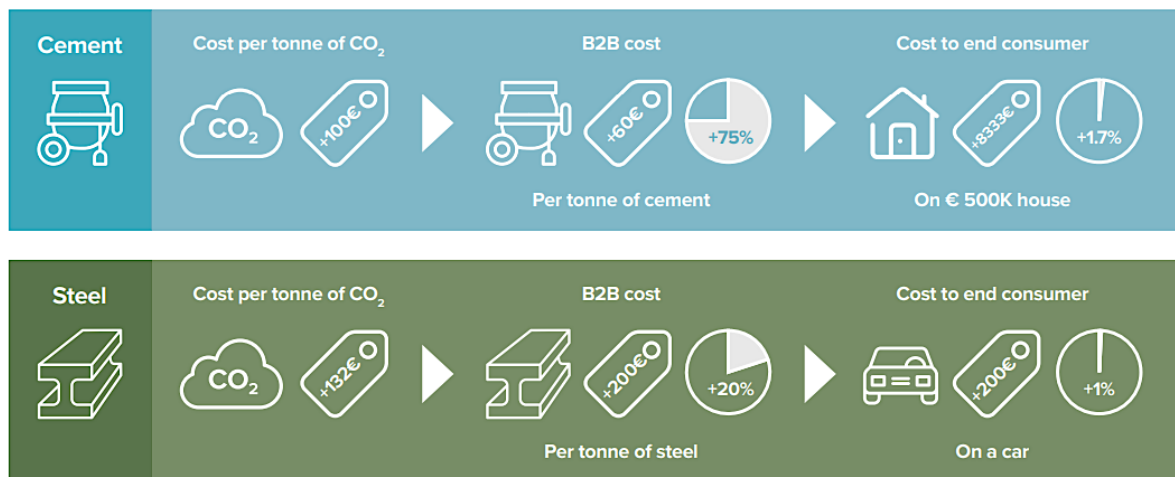 Cement
Cost per tonne of CO₂
B2B cost
Cost to end consumer
CO₂
+100€
+60€
+75%
+8333€
+1.7%
Per tonne of cement
On € 500K house
Steel
Cost per tonne of CO₂
B2B cost
Cost to end consumer
CO₂
+132€
+200€
+20%
+200€
+1%
Per tonne of steel
On a car